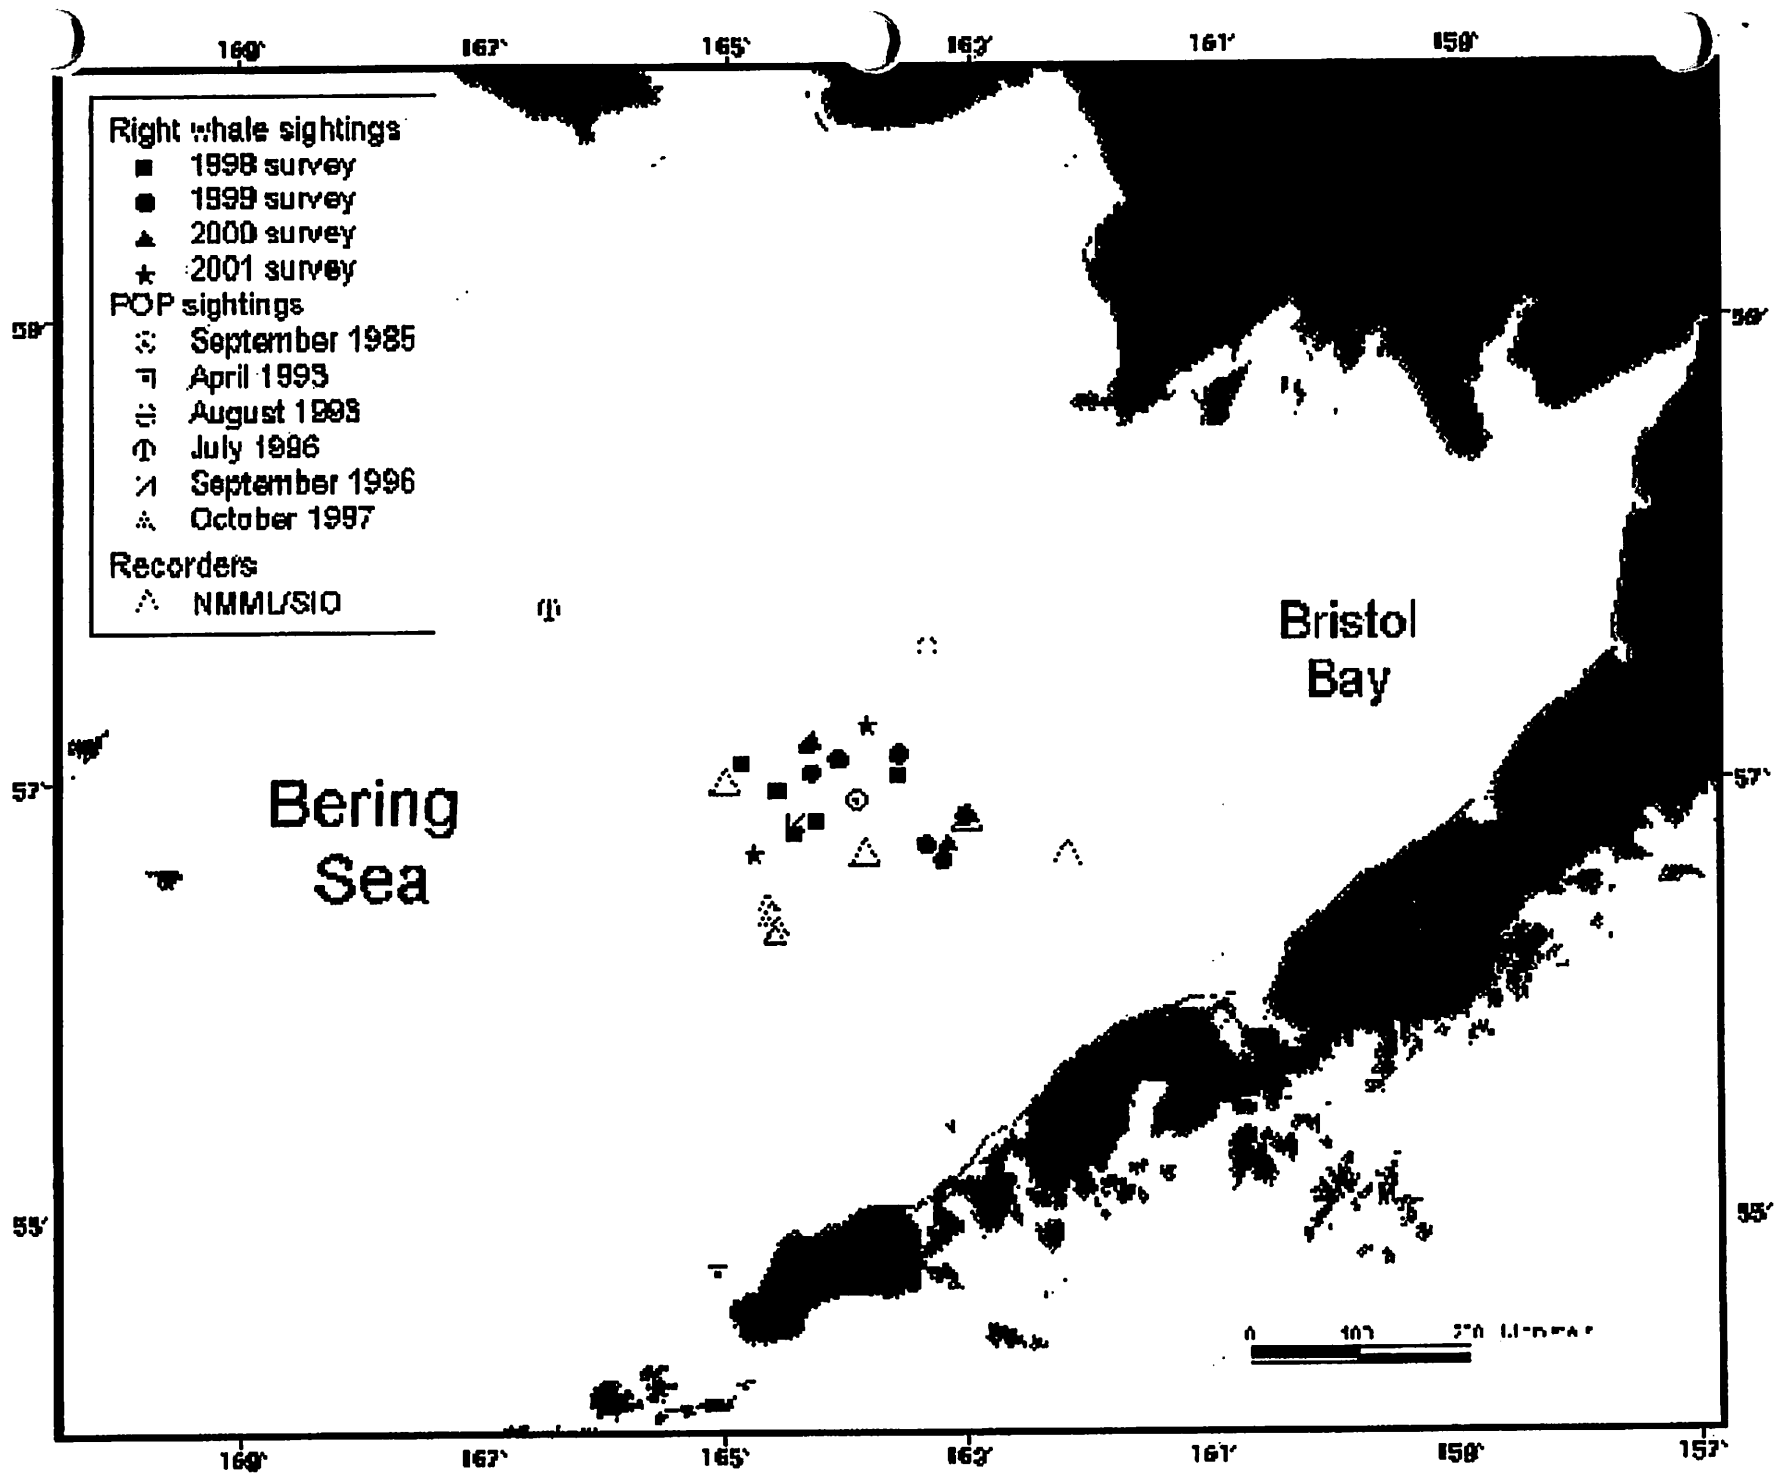 169° 167° 165° 163° 161° 159°
Right whale sightings
1998 survey
1999 survey
2000 survey
2001 survey
POP sightings
September 1985
April 1993
August 1993
July 1996
September 1996
October 1997
Recorders
NMML/SIO
Bristol
Bay
Bering
Sea
57° 57°
55° 55°
0 100 200
169° 167° 165° 163° 161° 159° 157°